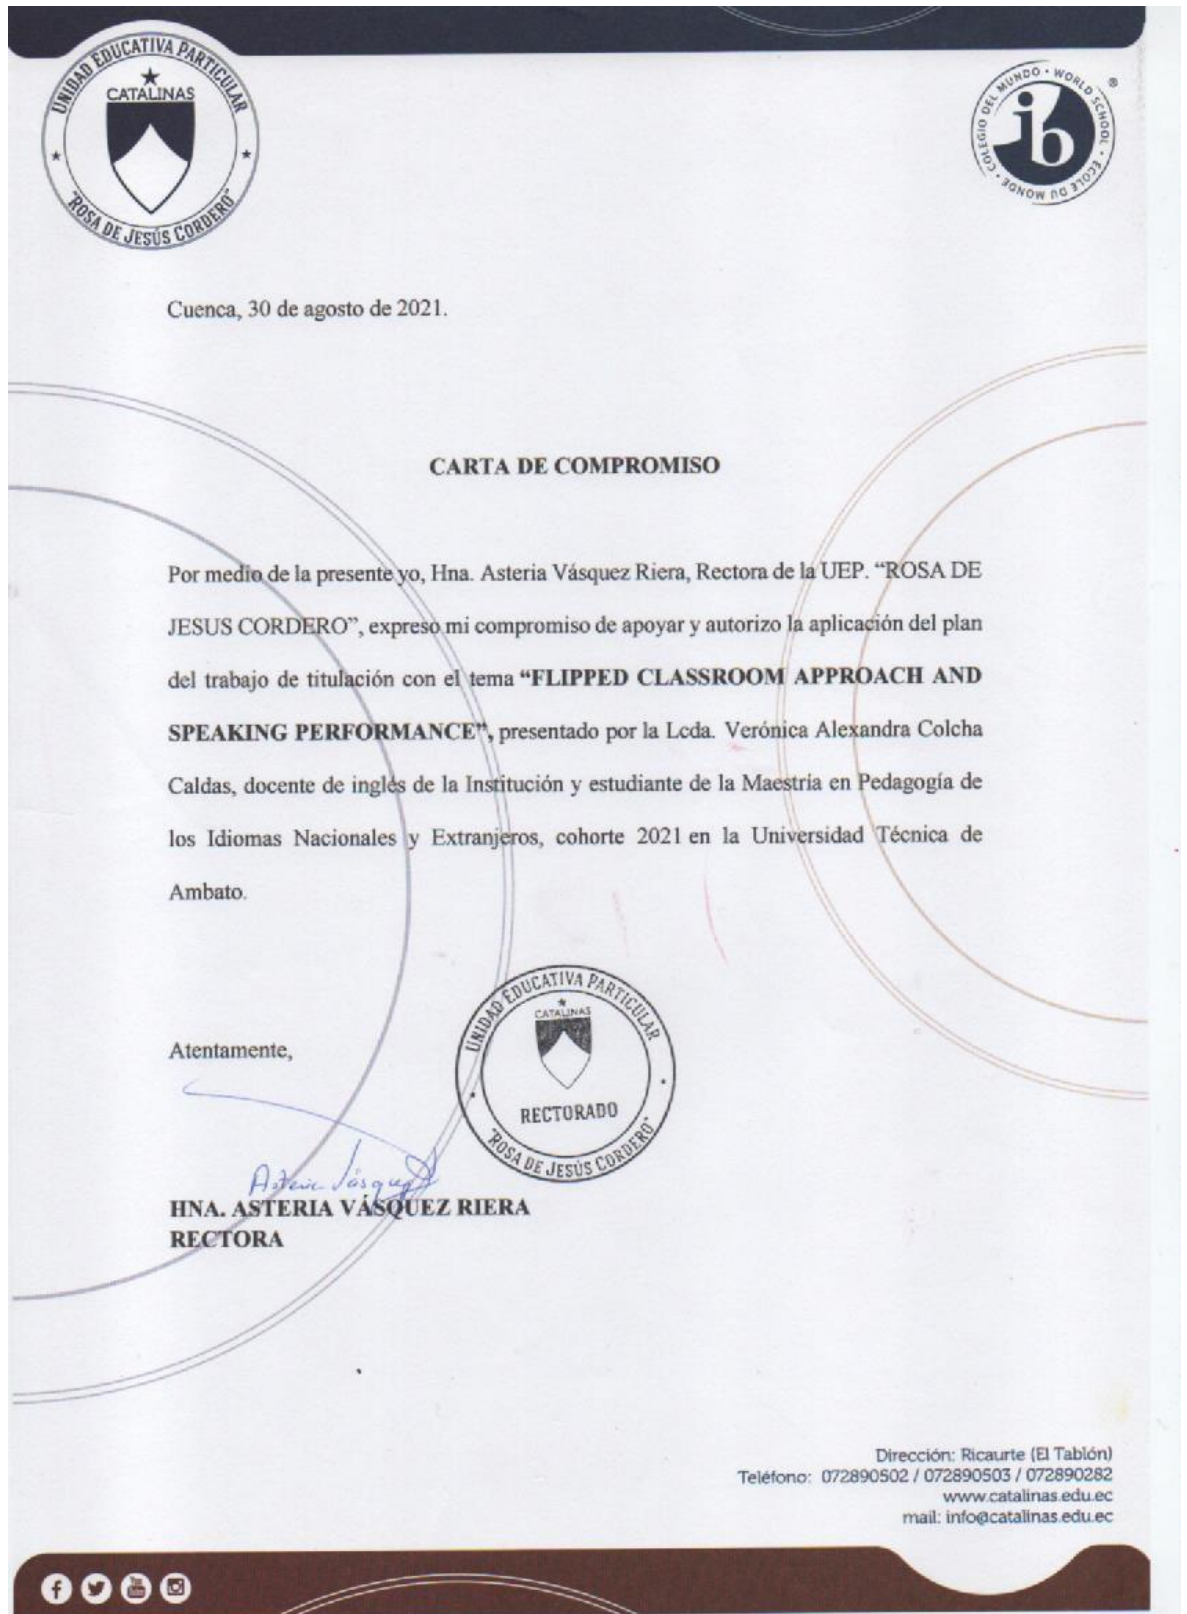 UNIDAD EDUCATIVA PARTICULAR
CATALINAS
"ROSA DE JESÚS CORDERO"
COLEGIO DEL MUNDO · WORLD SCHOOL · ECOLE DU MONDE ·
ib
®
Cuenca, 30 de agosto de 2021.
CARTA DE COMPROMISO
Por medio de la presente yo, Hna. Asteria Vásquez Riera, Rectora de la UEP. “ROSA DE
JESUS CORDERO”, expreso mi compromiso de apoyar y autorizo la aplicación del plan
del trabajo de titulación con el tema “FLIPPED CLASSROOM APPROACH AND
SPEAKING PERFORMANCE”, presentado por la Lcda. Verónica Alexandra Colcha
Caldas, docente de inglés de la Institución y estudiante de la Maestría en Pedagogía de
los Idiomas Nacionales y Extranjeros, cohorte 2021 en la Universidad Técnica de
Ambato.
Atentamente,
UNIDAD EDUCATIVA PARTICULAR
CATALINAS
RECTORADO
"ROSA DE JESÚS CORDERO"
Asteria Vásquez
HNA. ASTERIA VÁSQUEZ RIERA
RECTORA
Dirección: Ricaurte (El Tablón)
Teléfono: 072890502 / 072890503 / 072890282
www.catalinas.edu.ec
mail: info@catalinas.edu.ec